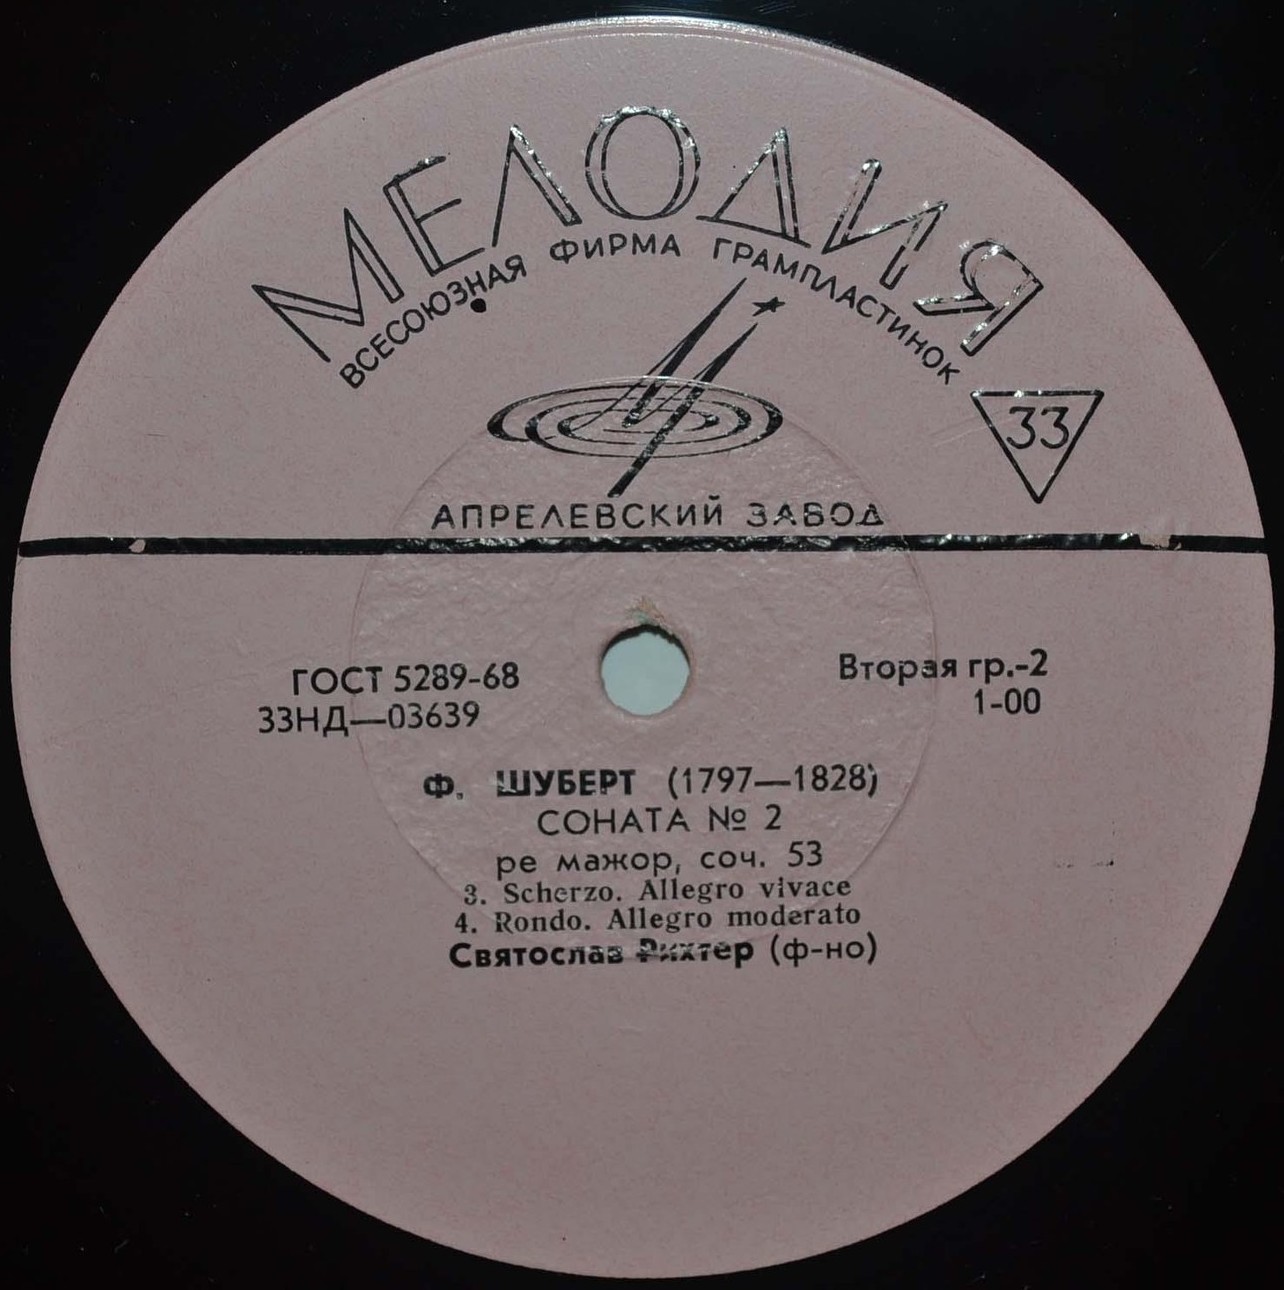 МЕЛОДИЯ
ВСЕСОЮЗНАЯ ФИРМА ГРАМПЛАСТИНОК
33
АПРЕЛЕВСКИЙ ЗАВОД
ГОСТ 5289-68
33НД—03639
Вторая гр.-2
1-00
Ф. ШУБЕРТ (1797—1828)
СОНАТА № 2
ре мажор, соч. 53
3. Scherzo. Allegro vivace
4. Rondo. Allegro moderato
Святослав Рихтер (ф-но)